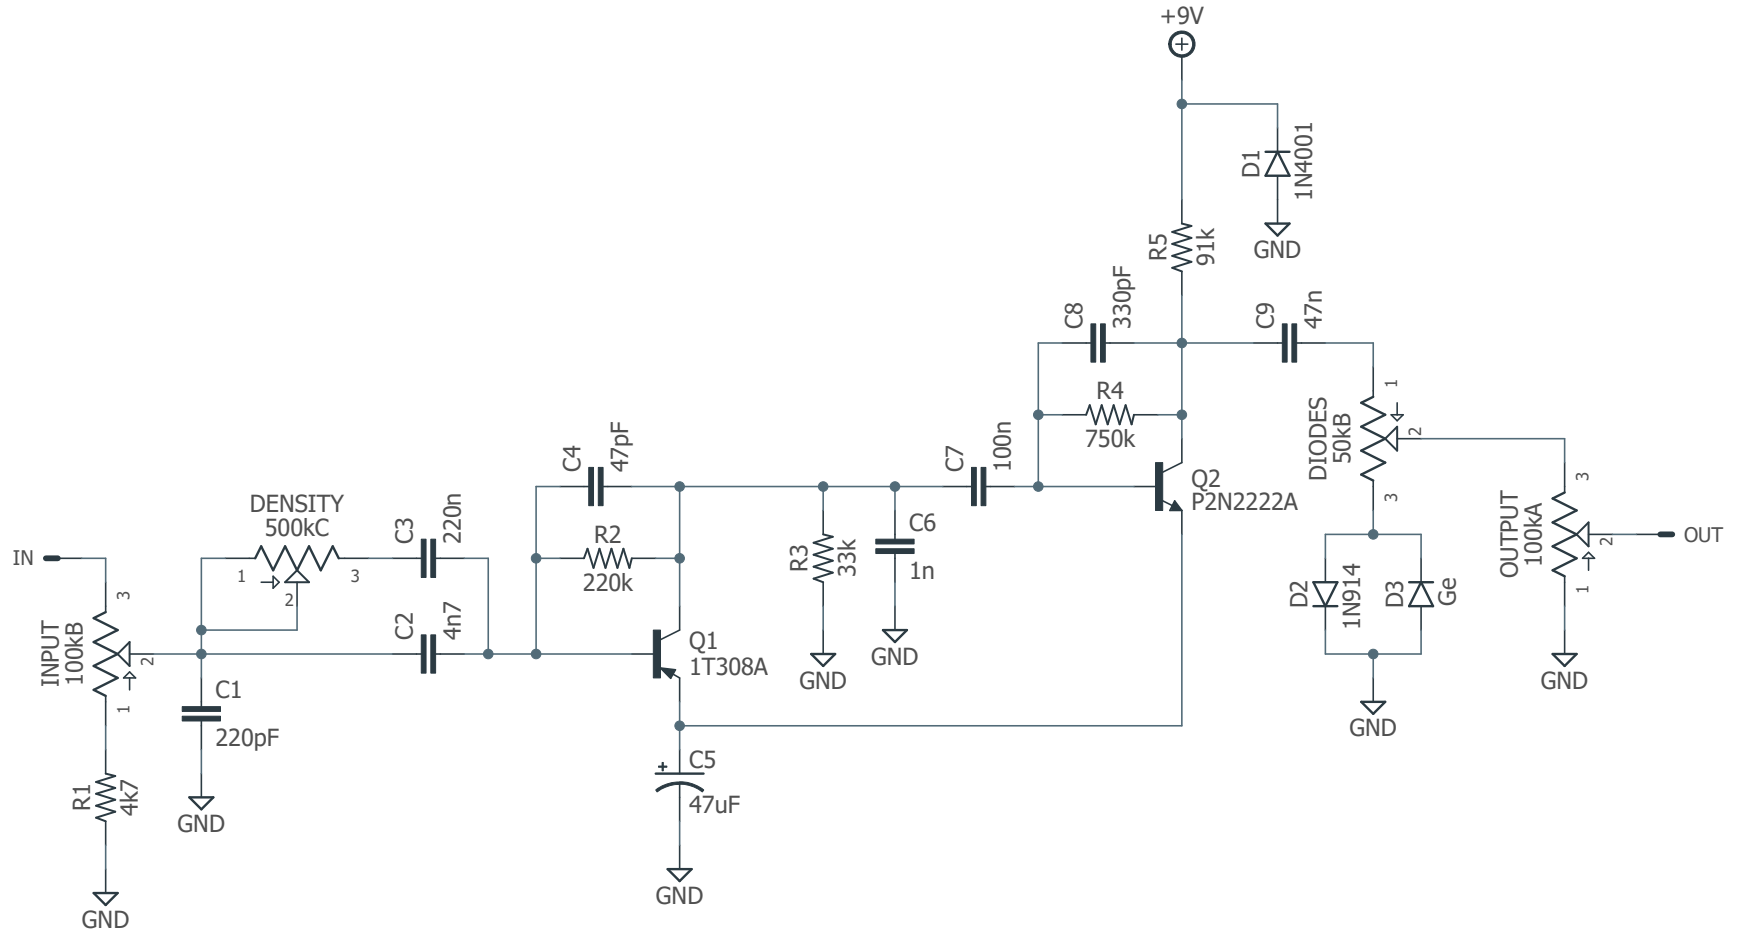 +9V
D1
1N4001
GND
R5
91k
C8
330pF
C9
47n
R4
750k
DIODES
50kB
1
2
3
C4
47pF
C7
100n
Q2
P2N2222A
DENSITY
500kC
1
2
3
C3
220n
R2
220k
R3
33k
GND
C6
1n
GND
OUTPUT
100kA
3
2
1
OUT
GND
IN
INPUT
100kB
3
2
1
C2
4n7
Q1
1T308A
D2
1N914
D3
Ge
GND
C1
220pF
GND
R1
4k7
GND
+
C5
47uF
GND